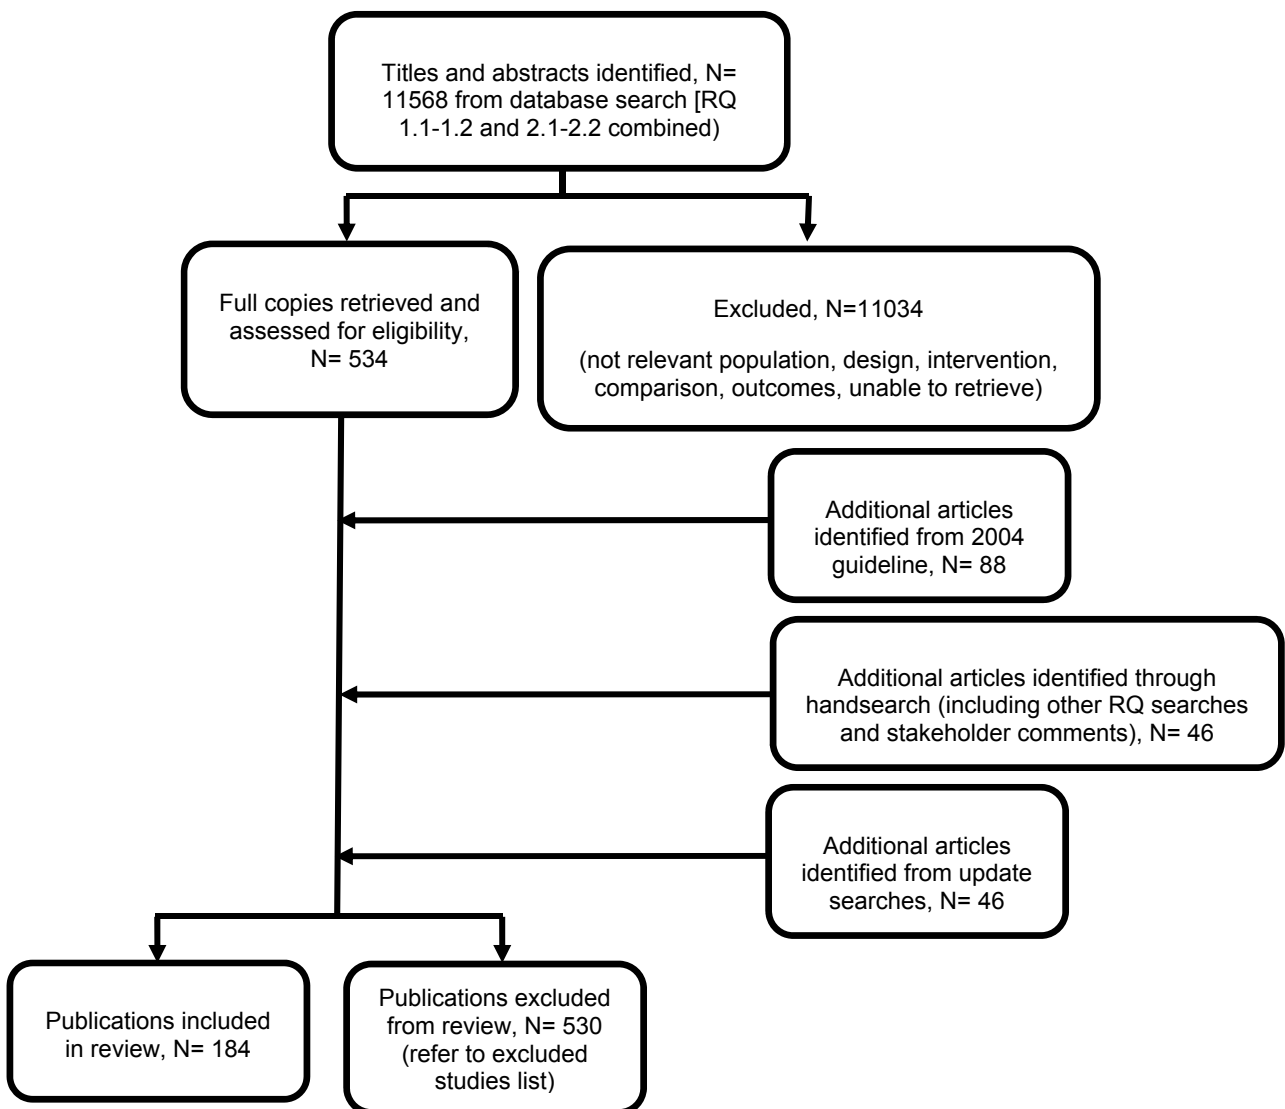 Titles and abstracts identified, N=
11568 from database search [RQ
1.1-1.2 and 2.1-2.2 combined)
Full copies retrieved and
assessed for eligibility,
N= 534
Excluded, N=11034
(not relevant population, design, intervention,
comparison, outcomes, unable to retrieve)
Additional articles
identified from 2004
guideline, N= 88
Additional articles identified through
handsearch (including other RQ searches
and stakeholder comments), N= 46
Additional articles
identified from update
searches, N= 46
Publications included
in review, N= 184
Publications excluded
from review, N= 530
(refer to excluded
studies list)